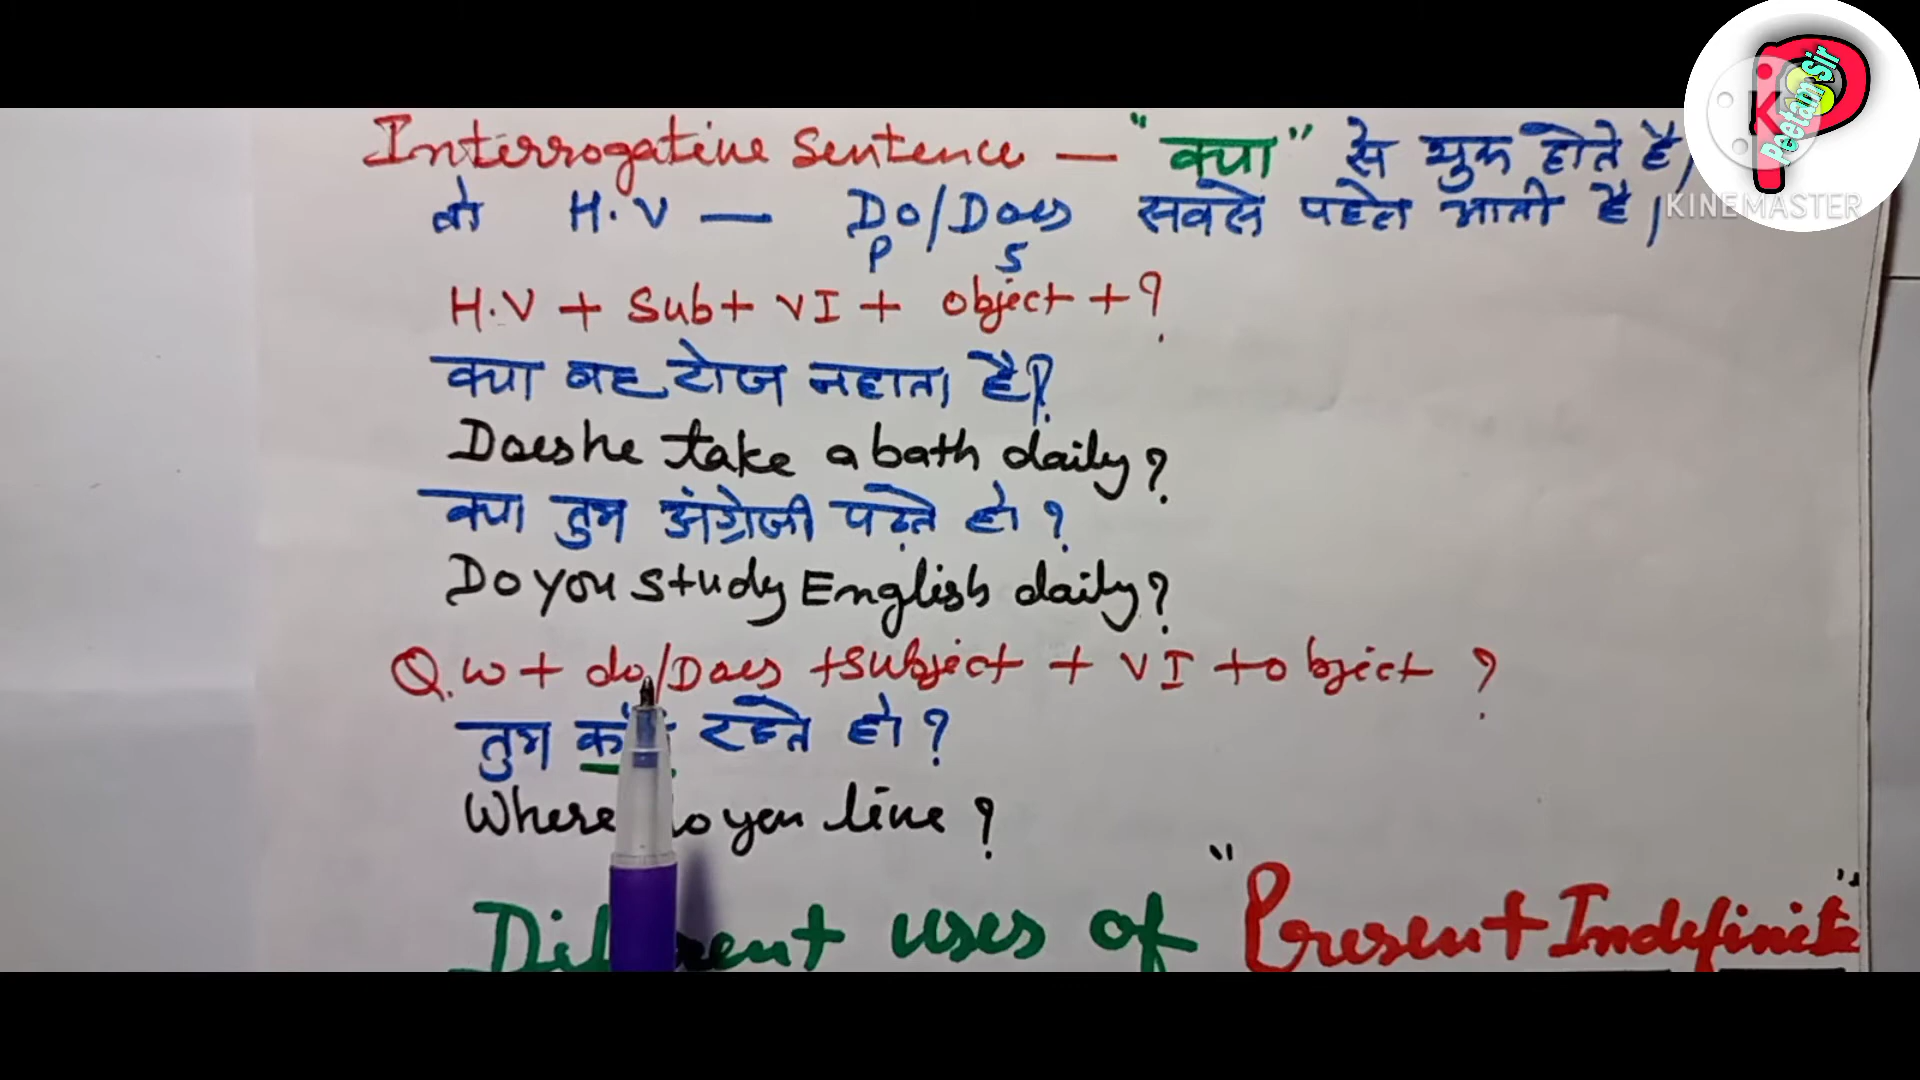 Interrogative Sentence — "क्या" से शुरू होते है,
तो H.V — Do/Does सबसे पहले आती है,
P S
H.V + Sub + VI + object + ?
क्या वह रोज नहाता है?
Does he take a bath daily?
क्या तुम अंग्रेजी पढ़ते हो ?
Do you study English daily?
Q.w + do/Does + subject + VI + object ?
तुम रहते हो ?
Where do you live ?
Different uses of "Present Indefinite"
Peetam Sir
KINEMASTER